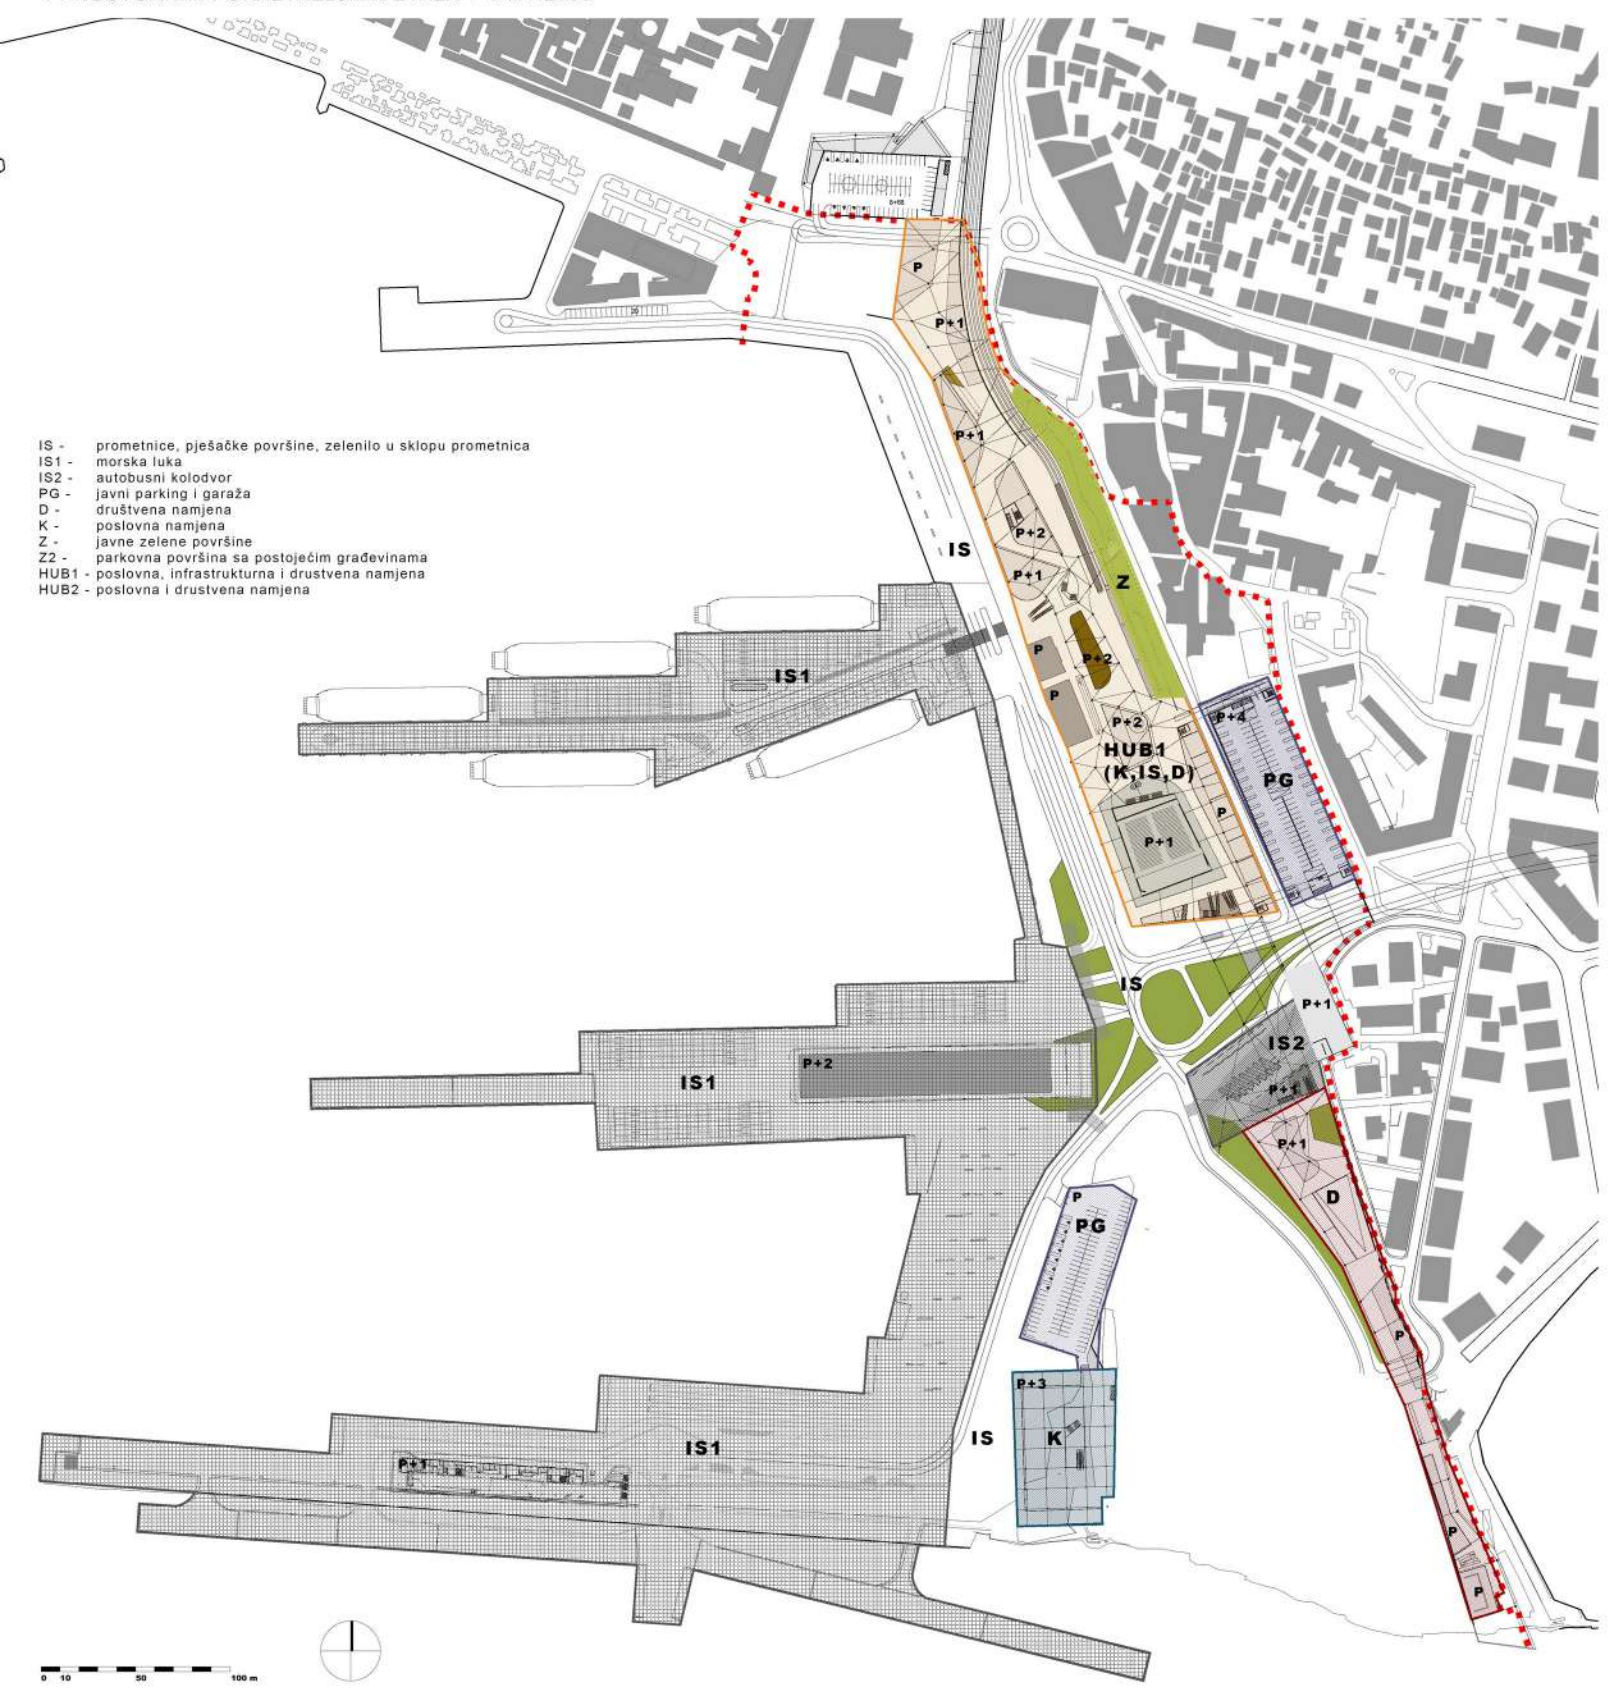 IS - prometnice, pješačke površine, zelenilo u sklopu prometnica
IS1 - morska luka
IS2 - autobusni kolodvor
PG - javni parking i garaža
D - društvena namjena
K - poslovna namjena
Z - javne zelene površine
Z2 - parkovna površina sa postojećim građevinama
HUB1 - poslovna, infrastrukturna i drustvena namjena
HUB2 - poslovna i drustvena namjena
P
P+1
20
P+1
P+2
IS
P+1
Z
P
P+2
IS1
P
P+2
P+4
HUB1
(K,IS,D)
PG
P
P+1
IS
P+1
IS2
P+2
IS1
P+1
P+1
D
P
PG
P
P+3
IS
K
IS1
P+1
P
P
0 10 50 100 m